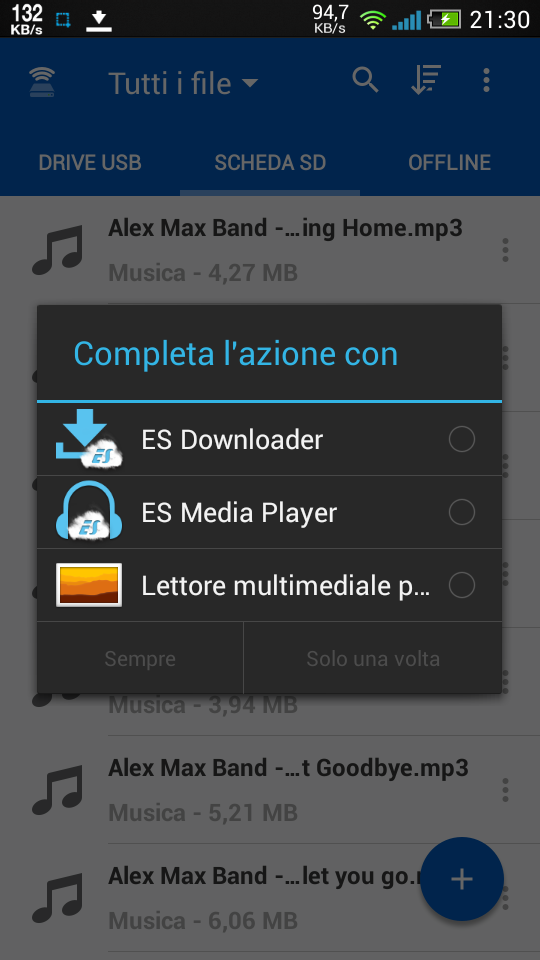 132
KB/s
94,7
KB/s
21:30
Tutti i file
DRIVE USB
SCHEDA SD
OFFLINE
Alex Max Band -...ing Home.mp3
Musica - 4,27 MB
Completa l'azione con
ES
ES Downloader
ES
ES Media Player
Lettore multimediale p...
Sempre
Solo una volta
Musica - 3,94 MB
Alex Max Band -...t Goodbye.mp3
Musica - 5,21 MB
Alex Max Band -...let you go.
Musica - 6,06 MB